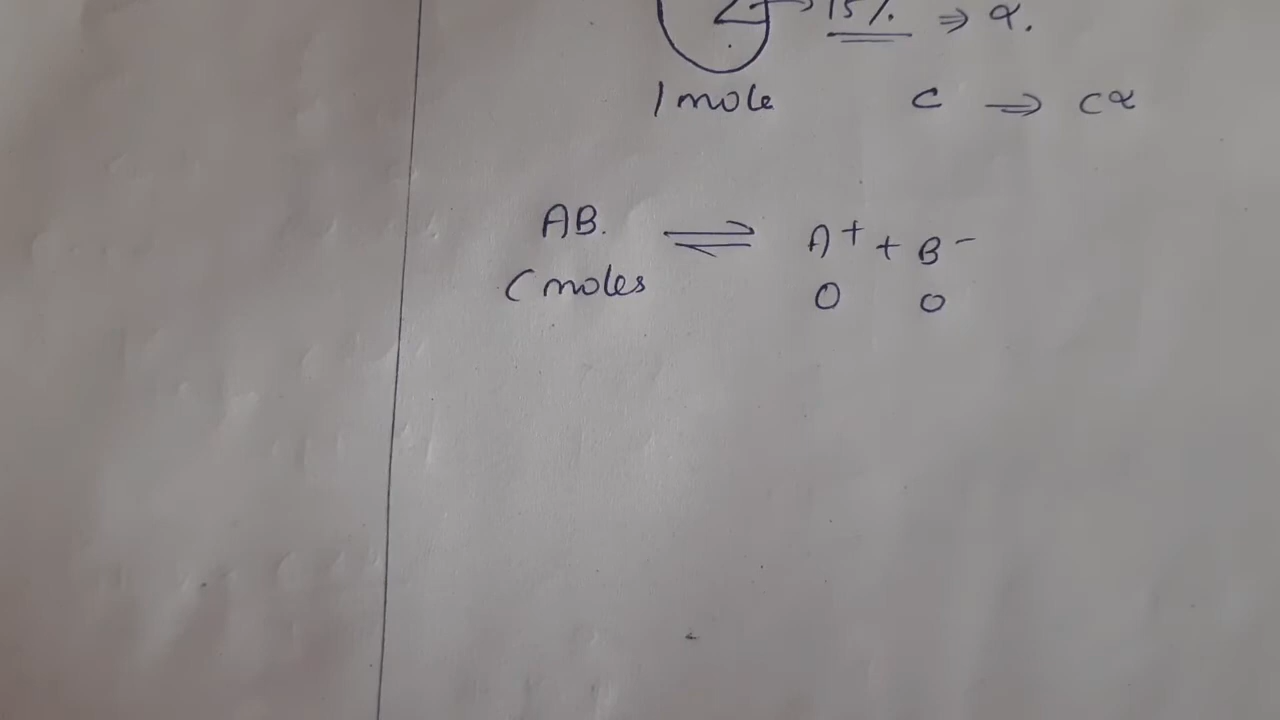 15% ⇒ α.
1 mole C ⇒ Cα
AB. ⇌ A⁺ + B⁻
C moles 0 0